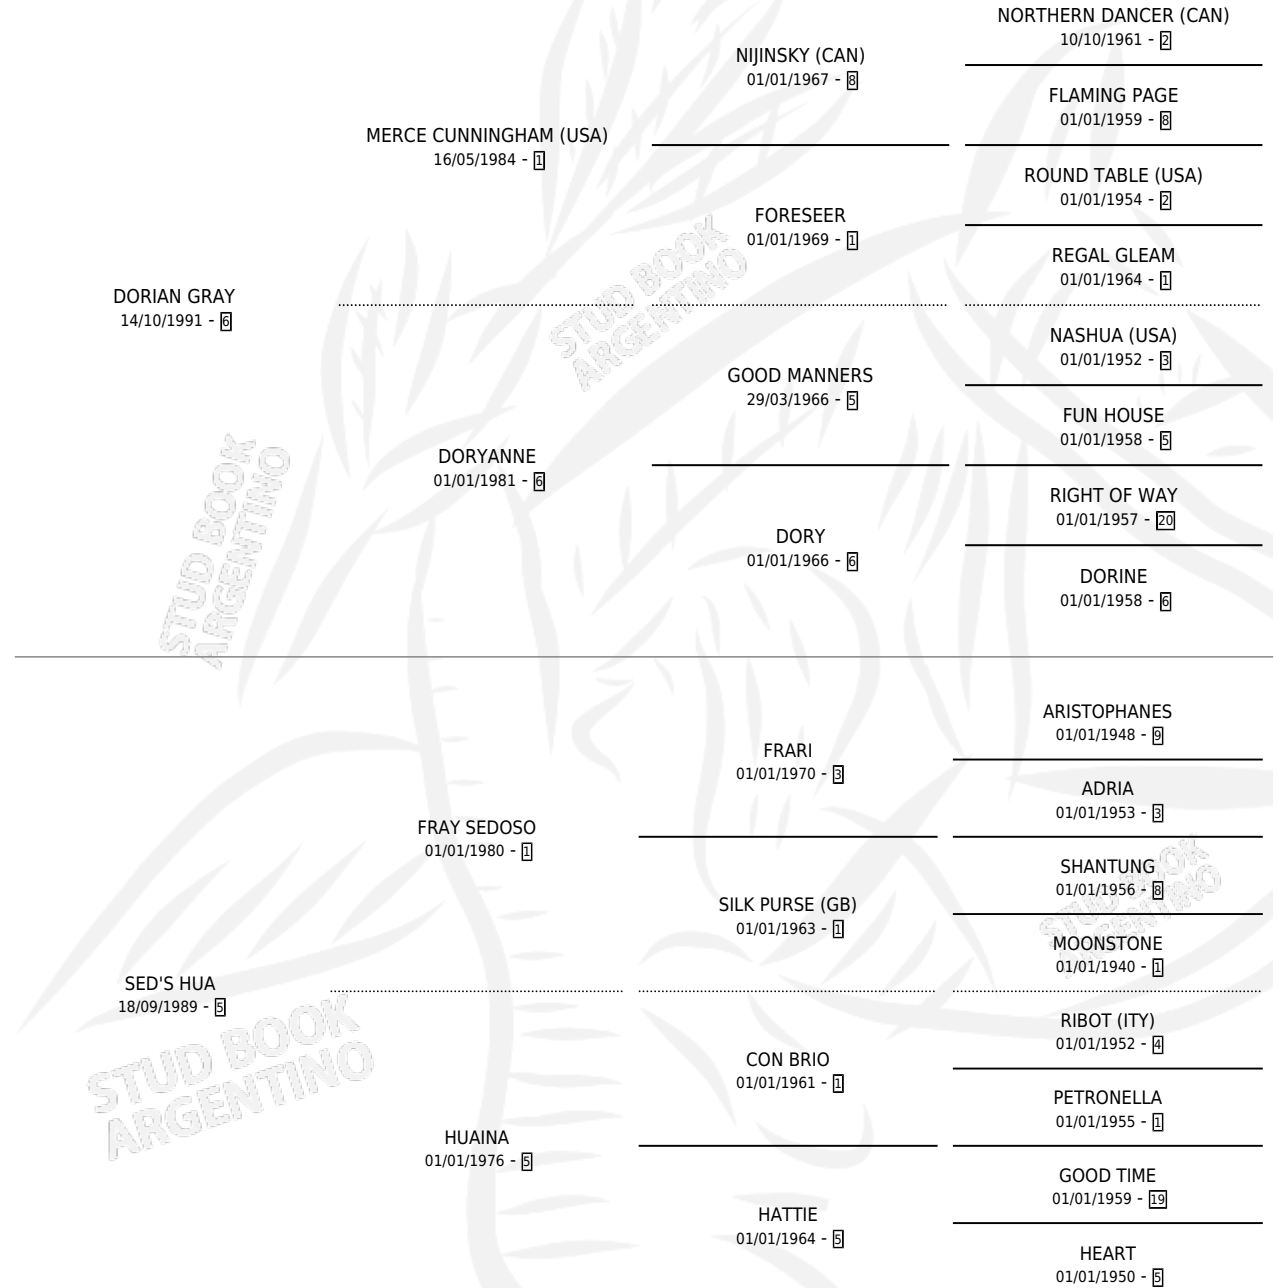 NORTHERN DANCER (CAN)
10/10/1961 - 2
NIJINSKY (CAN)
01/01/1967 - 8
FLAMING PAGE
01/01/1959 - 8
MERCE CUNNINGHAM (USA)
16/05/1984 - 1
ROUND TABLE (USA)
01/01/1954 - 2
FORESEER
01/01/1969 - 1
REGAL GLEAM
01/01/1964 - 1
DORIAN GRAY
14/10/1991 - 6
NASHUA (USA)
01/01/1952 - 3
GOOD MANNERS
29/03/1966 - 5
FUN HOUSE
01/01/1958 - 5
DORYANNE
01/01/1981 - 6
RIGHT OF WAY
01/01/1957 - 20
DORY
01/01/1966 - 6
DORINE
01/01/1958 - 6
ARISTOPHANES
01/01/1948 - 9
FRARI
01/01/1970 - 3
ADRIA
01/01/1953 - 3
FRAY SEDOSO
01/01/1980 - 1
SHANTUNG
01/01/1956 - 8
SILK PURSE (GB)
01/01/1963 - 1
MOONSTONE
01/01/1940 - 1
SED'S HUA
18/09/1989 - 5
RIBOT (ITY)
01/01/1952 - 4
CON BRIO
01/01/1961 - 1
PETRONELLA
01/01/1955 - 1
HUAINA
01/01/1976 - 5
GOOD TIME
01/01/1959 - 19
HATTIE
01/01/1964 - 5
HEART
01/01/1950 - 5
STUD BOOK
ARGENTINO
STUD BOOK
ARGENTINO
STUD BOOK
ARGENTINO
STUD BOOK
ARGENTINO